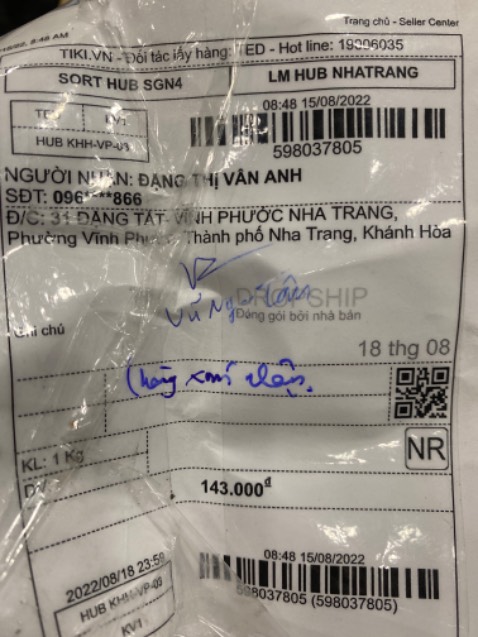 Trang chủ - Seller Center
TIKI.VN - Đối tác lấy hàng: TED - Hot line: 19006035
SORT HUB SGN4
LM HUB NHATRANG
08:48 15/08/2022
KV1
HUB KHH-VP-03
598037805
NGƯỜI NHẬN: ĐẶNG THỊ VÂN ANH
SĐT: 096****866
Đ/C: 31 ĐẶNG TẤT VĨNH PHƯỚC NHA TRANG,
Phường Vĩnh Phước Thành phố Nha Trang, Khánh Hòa
DROPSHIP
Đóng gói bởi nhà bán
Ghi chú
18 thg 08
NR
KL: 1 Kg
143.000đ
2022/08/18 23:59
08:48 15/08/2022
598037805 (598037805)
HUB KHH-VP-03
KV1